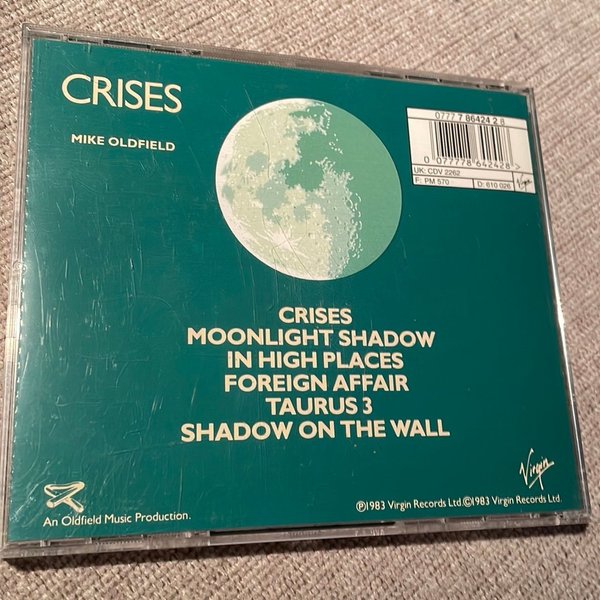 CRISES
MIKE OLDFIELD
0777 7 86424 2 8
0 077778 642428 >
UK: CDV 2262
F: PM 570
D: 610 026
Virgin
CRISES
MOONLIGHT SHADOW
IN HIGH PLACES
FOREIGN AFFAIR
TAURUS 3
SHADOW ON THE WALL
Virgin
An Oldfield Music Production.
Ⓟ1983 Virgin Records Ltd.©1983 Virgin Records Ltd.